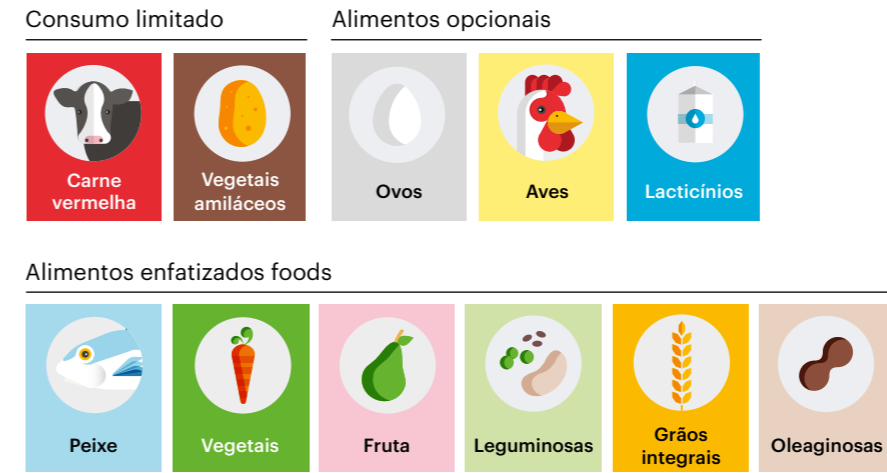 Consumo limitado
Alimentos opcionais
Carne
vermelha
Vegetais
amiláceos
Ovos
Aves
Lacticínios
Alimentos enfatizados foods
Peixe
Vegetais
Fruta
Leguminosas
Grãos
integrais
Oleaginosas